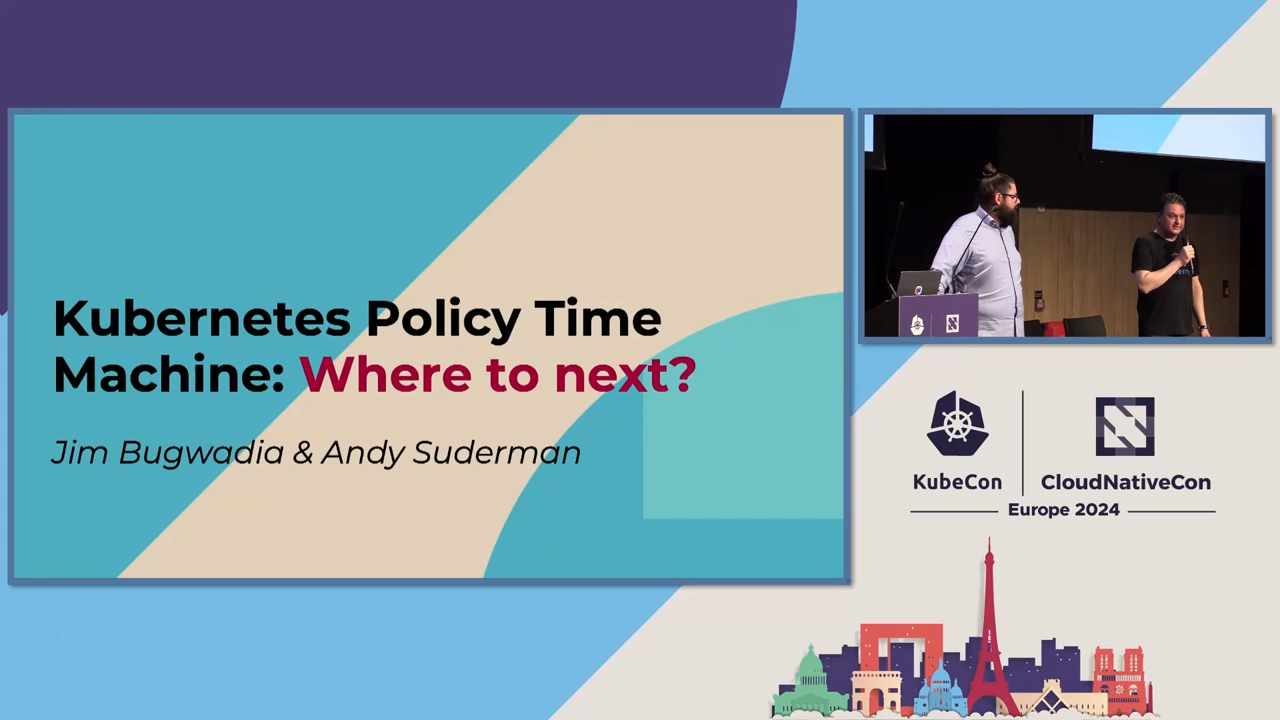 Kubernetes Policy Time
Machine: Where to next?
Jim Bugwadia & Andy Suderman
KubeCon
CloudNativeCon
Europe 2024